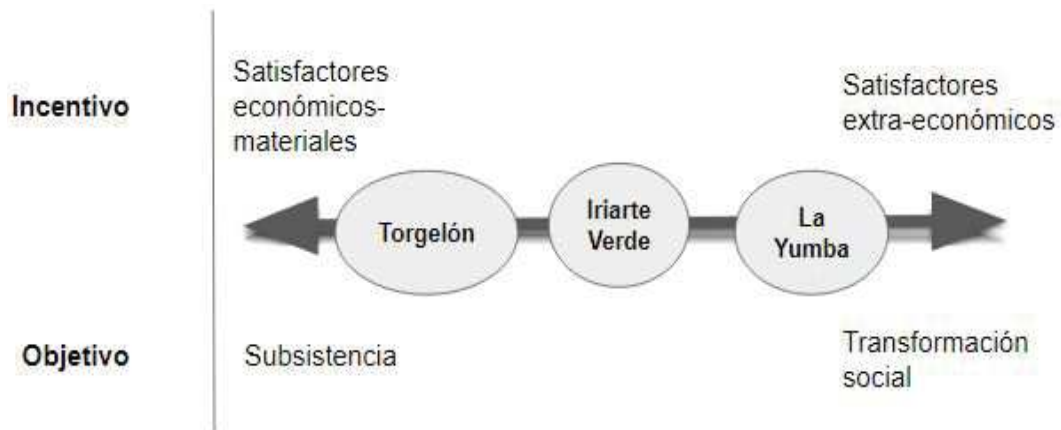 Incentivo
Satisfactores
económicos-
materiales
Satisfactores
extra-económicos
Torgelón
Iriarte
Verde
La
Yumba
Objetivo
Subsistencia
Transformación
social